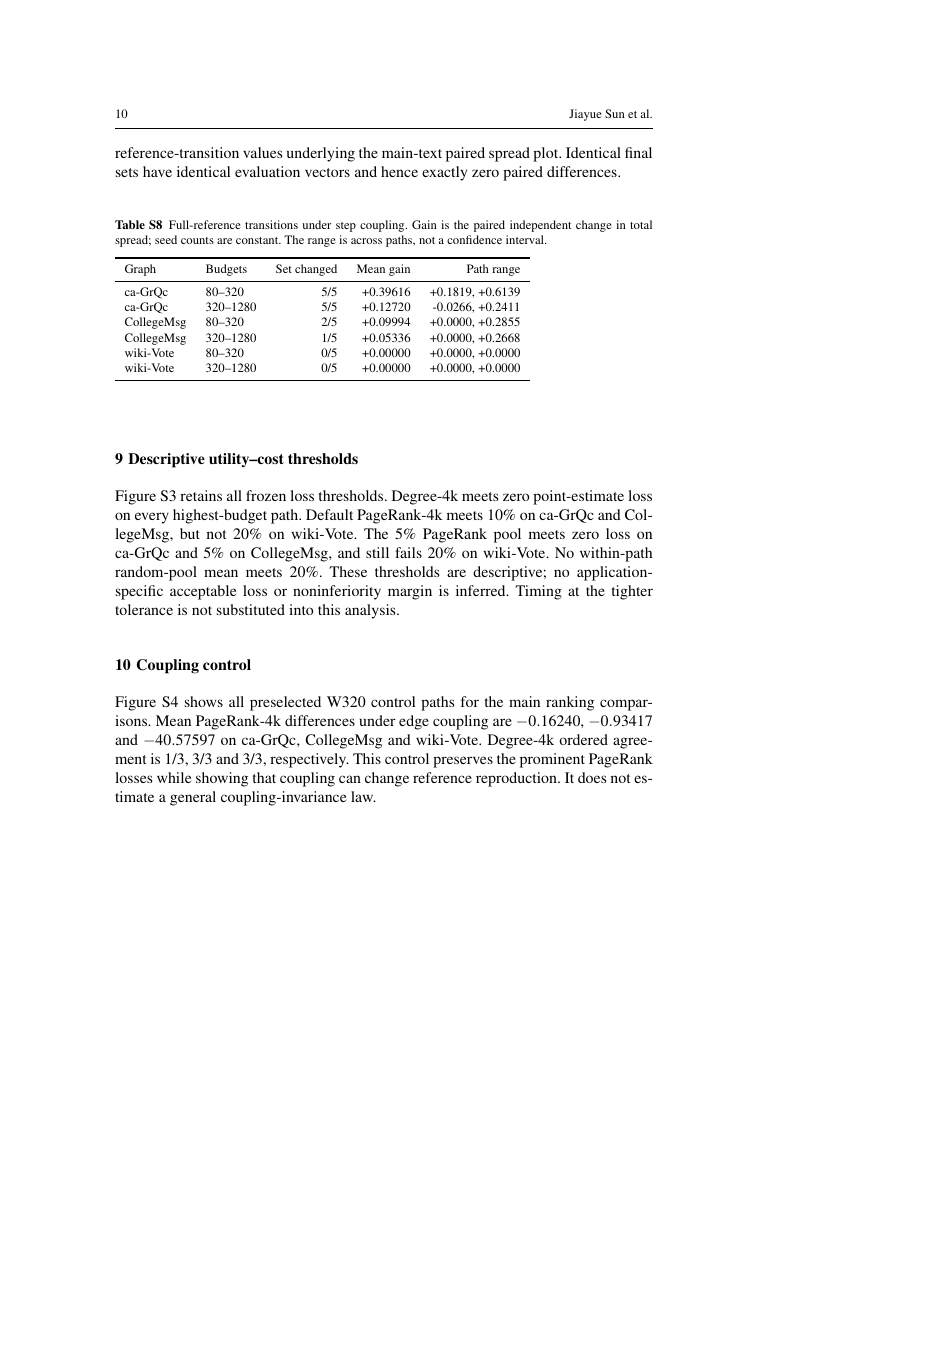 10 Jiayue Sun et al.
reference-transition values underlying the main-text paired spread plot. Identical final
sets have identical evaluation vectors and hence exactly zero paired differences.
Table S8 Full-reference transitions under step coupling. Gain is the paired independent change in total
spread; seed counts are constant. The range is across paths, not a confidence interval.
Graph Budgets Set changed Mean gain Path range
ca-GrQc 80–320 5/5 +0.39616 +0.1819, +0.6139
ca-GrQc 320–1280 5/5 +0.12720 -0.0266, +0.2411
CollegeMsg 80–320 2/5 +0.09994 +0.0000, +0.2855
CollegeMsg 320–1280 1/5 +0.05336 +0.0000, +0.2668
wiki-Vote 80–320 0/5 +0.00000 +0.0000, +0.0000
wiki-Vote 320–1280 0/5 +0.00000 +0.0000, +0.0000
9 Descriptive utility–cost thresholds
Figure S3 retains all frozen loss thresholds. Degree-4k meets zero point-estimate loss
on every highest-budget path. Default PageRank-4k meets 10% on ca-GrQc and Col-
legeMsg, but not 20% on wiki-Vote. The 5% PageRank pool meets zero loss on
ca-GrQc and 5% on CollegeMsg, and still fails 20% on wiki-Vote. No within-path
random-pool mean meets 20%. These thresholds are descriptive; no application-
specific acceptable loss or noninferiority margin is inferred. Timing at the tighter
tolerance is not substituted into this analysis.
10 Coupling control
Figure S4 shows all preselected W320 control paths for the main ranking compar-
isons. Mean PageRank-4k differences under edge coupling are −0.16240, −0.93417
and −40.57597 on ca-GrQc, CollegeMsg and wiki-Vote. Degree-4k ordered agree-
ment is 1/3, 3/3 and 3/3, respectively. This control preserves the prominent PageRank
losses while showing that coupling can change reference reproduction. It does not es-
timate a general coupling-invariance law.